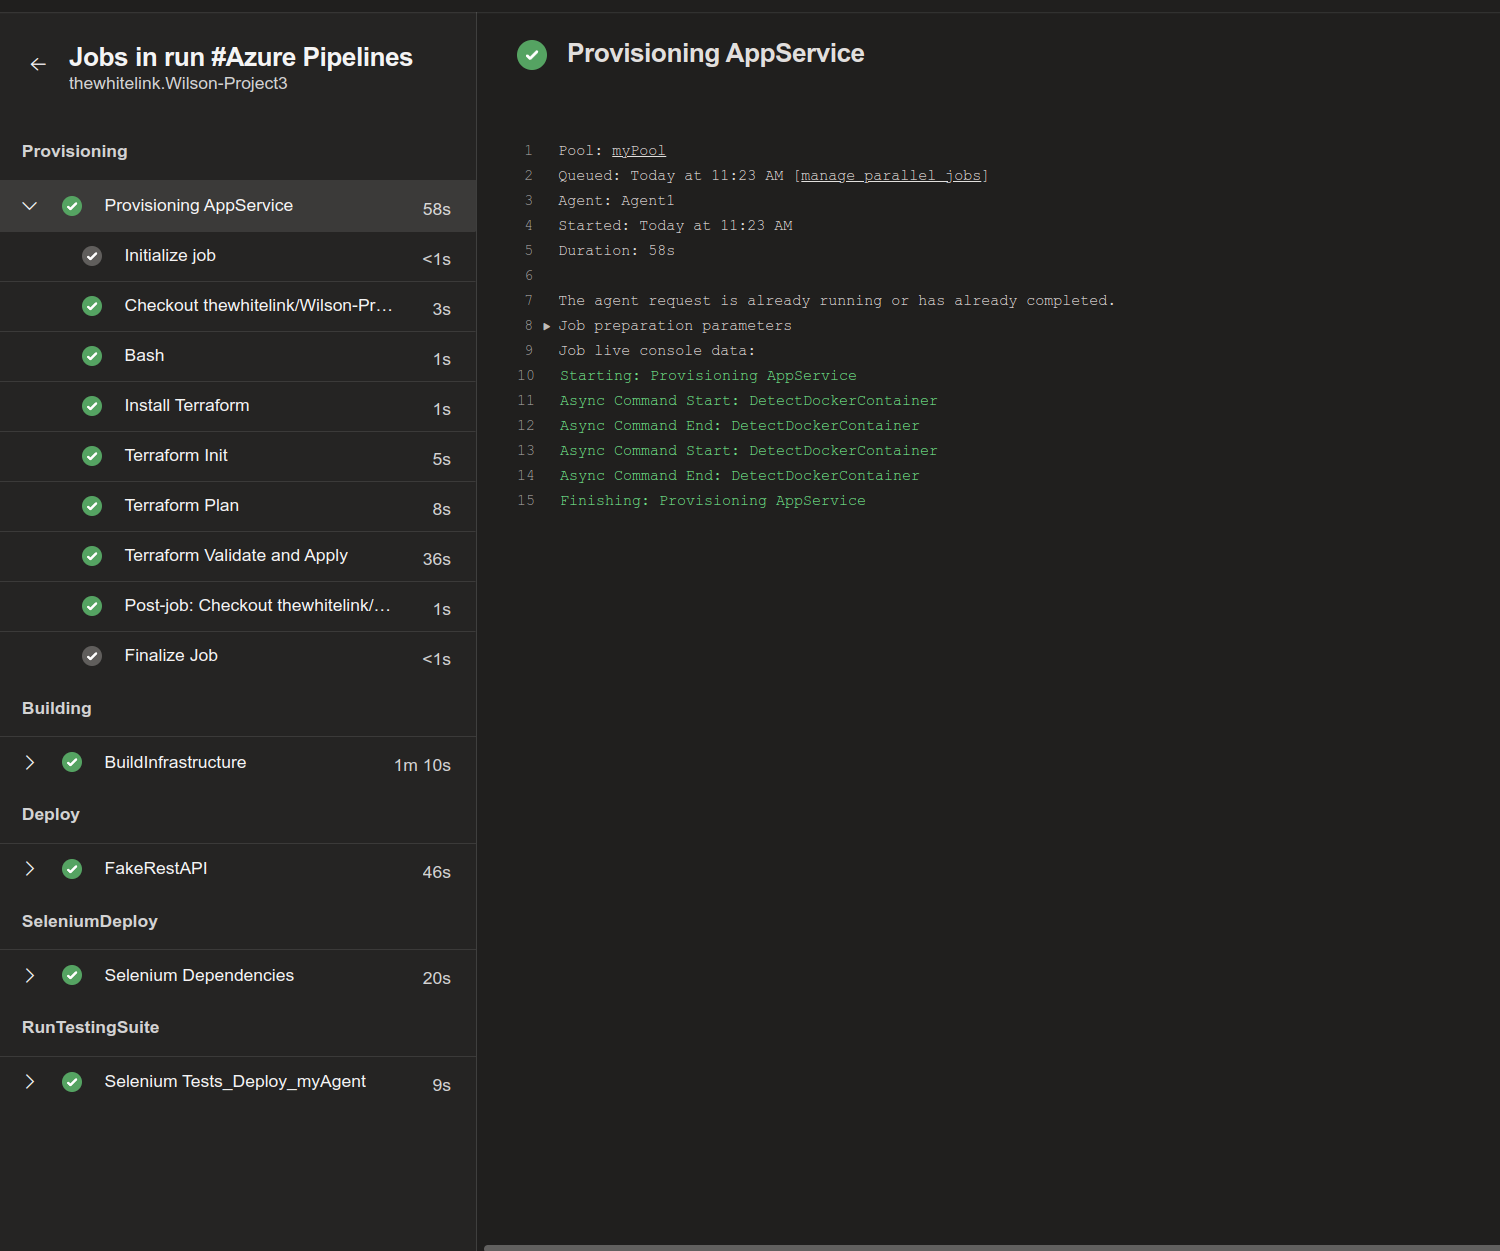 Jobs in run #Azure Pipelines
thewhitelink.Wilson-Project3
Provisioning
Provisioning AppService 58s
Initialize job <1s
Checkout thewhitelink/Wilson-Pr... 3s
Bash 1s
Install Terraform 1s
Terraform Init 5s
Terraform Plan 8s
Terraform Validate and Apply 36s
Post-job: Checkout thewhitelink/... 1s
Finalize Job <1s
Building
BuildInfrastructure 1m 10s
Deploy
FakeRestAPI 46s
SeleniumDeploy
Selenium Dependencies 20s
RunTestingSuite
Selenium Tests_Deploy_myAgent 9s
Provisioning AppService
1 Pool: myPool
2 Queued: Today at 11:23 AM [manage parallel jobs]
3 Agent: Agent1
4 Started: Today at 11:23 AM
5 Duration: 58s
6
7 The agent request is already running or has already completed.
8 Job preparation parameters
9 Job live console data:
10 Starting: Provisioning AppService
11 Async Command Start: DetectDockerContainer
12 Async Command End: DetectDockerContainer
13 Async Command Start: DetectDockerContainer
14 Async Command End: DetectDockerContainer
15 Finishing: Provisioning AppService